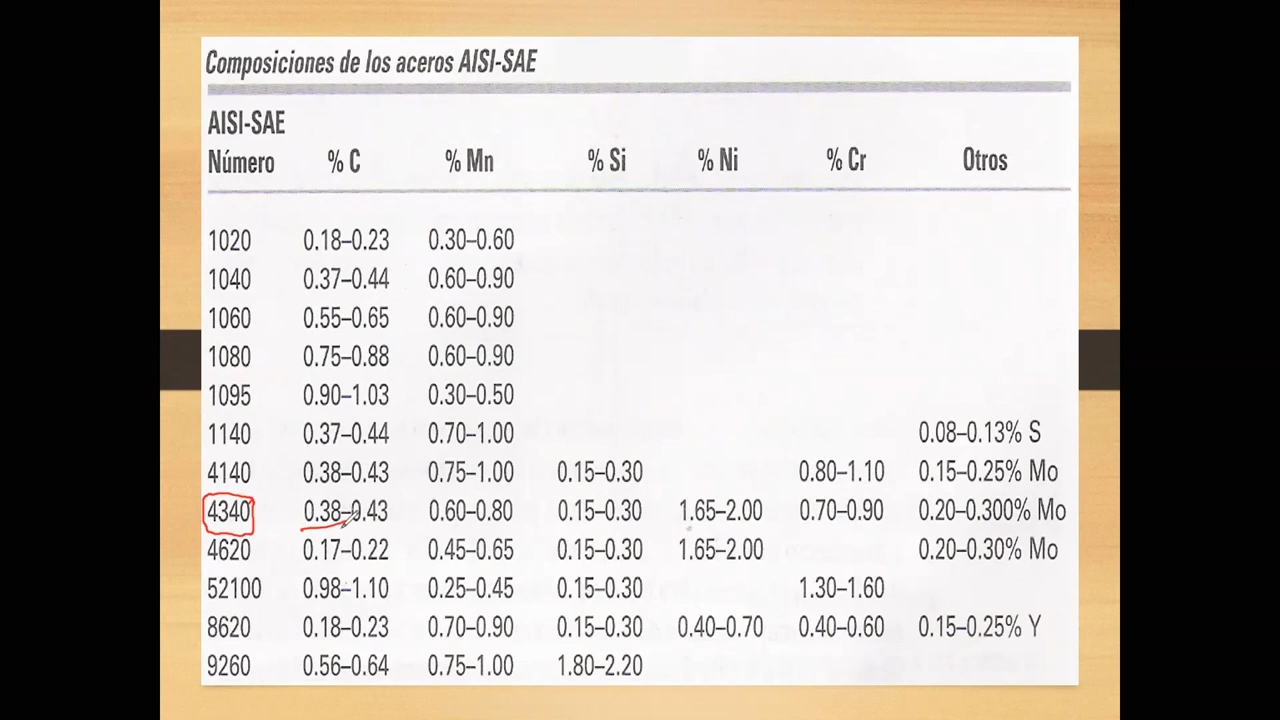 Composiciones de los aceros AISI-SAE
AISI-SAE
Número % C % Mn % Si % Ni % Cr Otros
1020 0.18–0.23 0.30–0.60
1040 0.37–0.44 0.60–0.90
1060 0.55–0.65 0.60–0.90
1080 0.75–0.88 0.60–0.90
1095 0.90–1.03 0.30–0.50
1140 0.37–0.44 0.70–1.00 0.08–0.13% S
4140 0.38–0.43 0.75–1.00 0.15–0.30 0.80–1.10 0.15–0.25% Mo
4340 0.38–0.43 0.60–0.80 0.15–0.30 1.65–2.00 0.70–0.90 0.20–0.300% Mo
4620 0.17–0.22 0.45–0.65 0.15–0.30 1.65–2.00 0.20–0.30% Mo
52100 0.98–1.10 0.25–0.45 0.15–0.30 1.30–1.60
8620 0.18–0.23 0.70–0.90 0.15–0.30 0.40–0.70 0.40–0.60 0.15–0.25% Y
9260 0.56–0.64 0.75–1.00 1.80–2.20